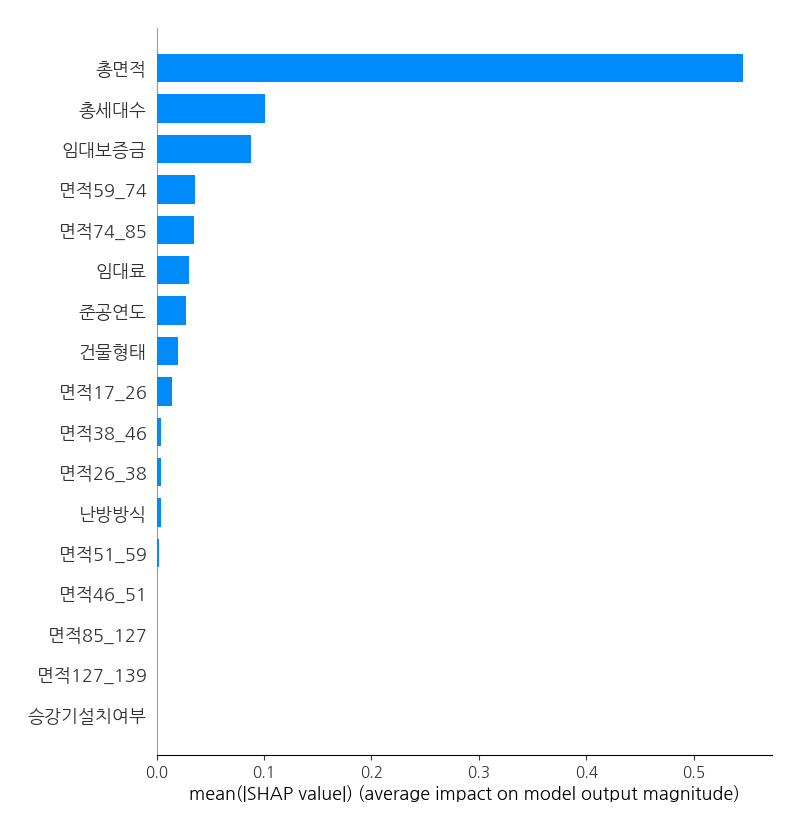 총면적
총세대수
임대보증금
면적59_74
면적74_85
임대료
준공연도
건물형태
면적17_26
면적38_46
면적26_38
난방방식
면적51_59
면적46_51
면적85_127
면적127_139
승강기설치여부
0.0 0.1 0.2 0.3 0.4 0.5
mean(|SHAP value|) (average impact on model output magnitude)